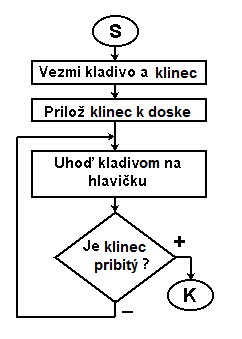 S
Vezmi kladivo a klinec
Prilož klinec k doske
Uhoď kladivom na
hlavičku
Je klinec
pribitý ?
+
K
–